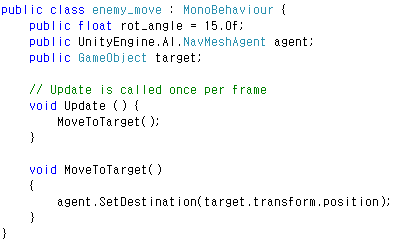 public class enemy_move : MonoBehaviour {
    public float rot_angle = 15.0f;
    public UnityEngine.AI.NavMeshAgent agent;
    public GameObject target;

    // Update is called once per frame
    void Update () {
        MoveToTarget();
    }

    void MoveToTarget()
    {
        agent.SetDestination(target.transform.position);
    }
}